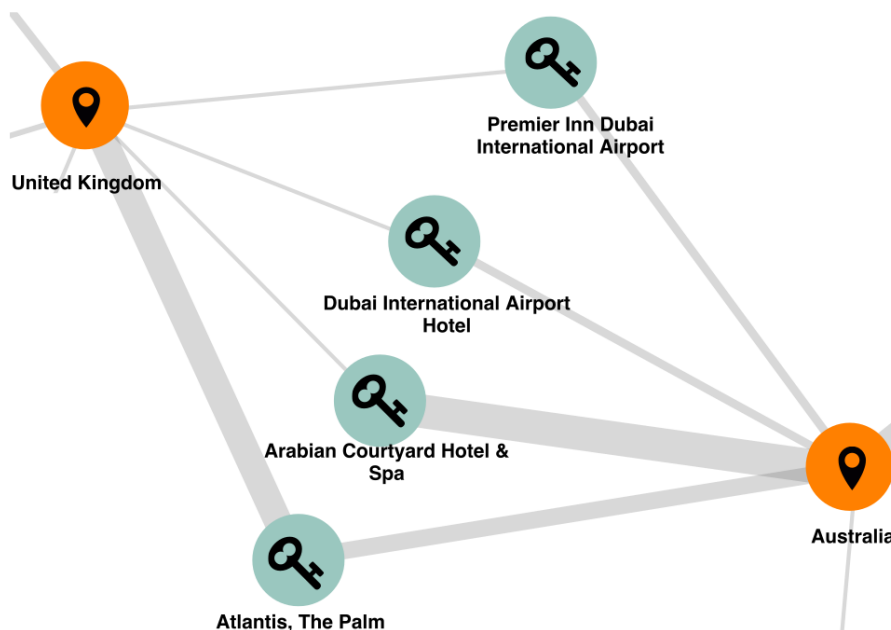 Premier Inn Dubai
International Airport
United Kingdom
Dubai International Airport
Hotel
Arabian Courtyard Hotel &
Spa
Australia
Atlantis, The Palm